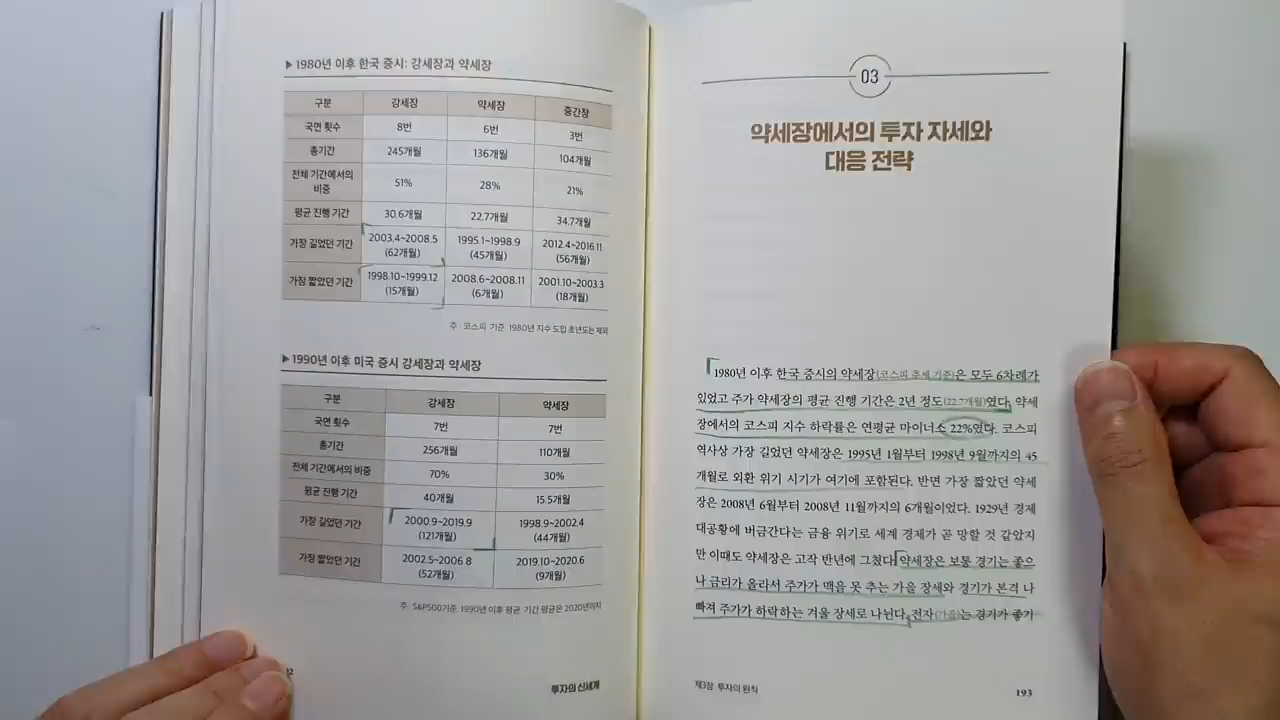 ▶ 1980년 이후 한국 증시: 강세장과 약세장
구분 강세장 약세장 중간장
국면 횟수 8번 6번 3번
총기간 245개월 136개월 104개월
전체 기간에서의 비중 51% 28% 21%
평균 진행 기간 30.6개월 22.7개월 34.7개월
가장 길었던 기간 2003.4~2008.5 (62개월) 1995.1~1998.9 (45개월) 2012.4~2016.11 (56개월)
가장 짧았던 기간 1998.10~1999.12 (15개월) 2008.6~2008.11 (6개월) 2001.10~2003.3 (18개월)
주: 코스피 기준. 1980년 지수 도입 초년도는 제외
▶ 1990년 이후 미국 증시 강세장과 약세장
구분 강세장 약세장
국면 횟수 7번 7번
총기간 256개월 110개월
전체 기간에서의 비중 70% 30%
평균 진행 기간 40개월 15.5개월
가장 길었던 기간 2000.9~2019.9 (121개월) 1998.9~2002.4 (44개월)
가장 짧았던 기간 2002.5~2006.8 (52개월) 2019.10~2020.6 (9개월)
주: S&P500기준. 1990년 이후 평균. 기간 평균은 2020년까지
투자의 신세계
03
약세장에서의 투자 자세와
대응 전략
1980년 이후 한국 증시의 약세장(코스피 추세 기준)은 모두 6차례가
있었고 주가 약세장의 평균 진행 기간은 2년 정도(22.7개월)였다. 약세
장에서의 코스피 지수 하락률은 연평균 마이너스 22%였다. 코스피
역사상 가장 길었던 약세장은 1995년 1월부터 1998년 9월까지의 45
개월로 외환 위기 시기가 여기에 포함된다. 반면 가장 짧았던 약세
장은 2008년 6월부터 2008년 11월까지의 6개월이었다. 1929년 경제
대공황에 버금간다는 금융 위기로 세계 경제가 곧 망할 것 같았지
만 이때도 약세장은 고작 반년에 그쳤다. 약세장은 보통 경기는 좋으
나 금리가 올라서 주가가 맥을 못 추는 가을 장세와 경기가 본격 나
빠져 주가가 하락하는 겨울 장세로 나뉜다. 전자(가을)는 경기가 좋기
제3장 투자의 원칙
193